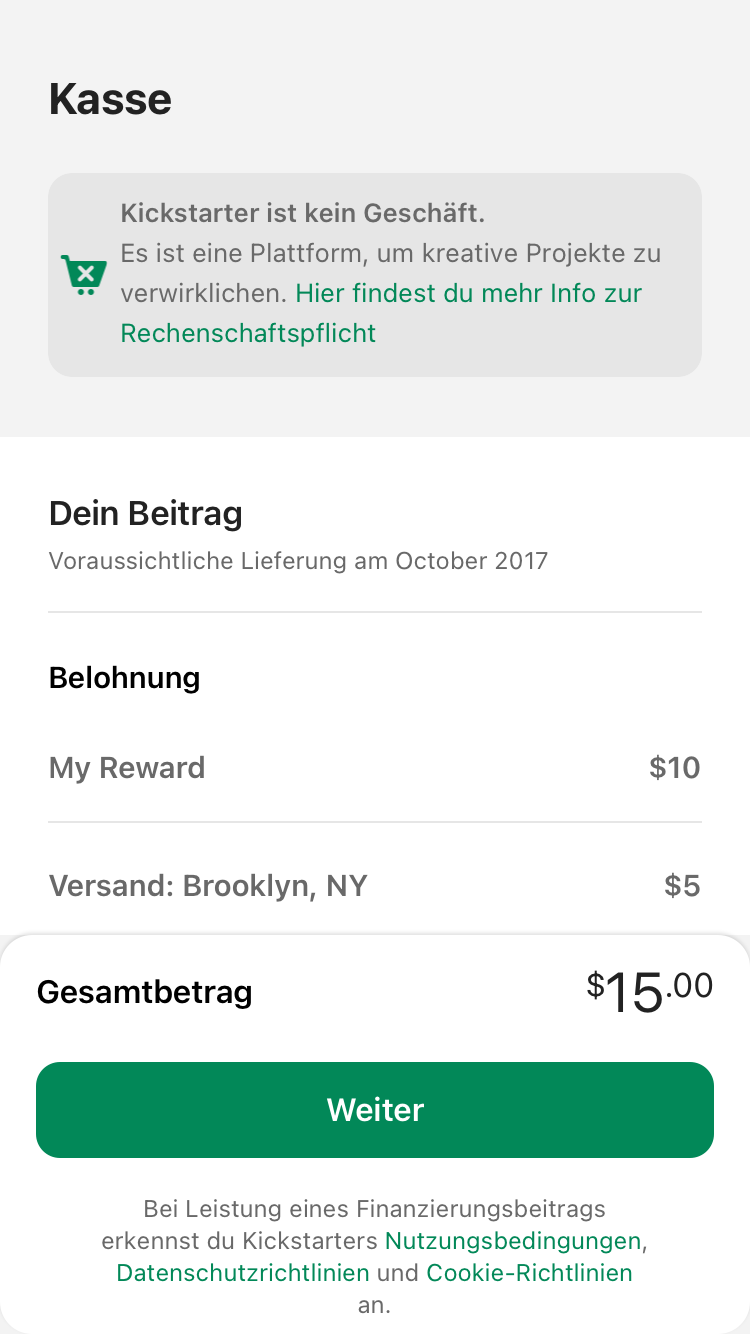 Kasse
Kickstarter ist kein Geschäft.
Es ist eine Plattform, um kreative Projekte zu
verwirklichen. Hier findest du mehr Info zur
Rechenschaftspflicht
Dein Beitrag
Voraussichtliche Lieferung am October 2017
Belohnung
My Reward $10
Versand: Brooklyn, NY $5
Gesamtbetrag $15.00
Weiter
Bei Leistung eines Finanzierungsbeitrags
erkennst du Kickstarters Nutzungsbedingungen,
Datenschutzrichtlinien und Cookie-Richtlinien
an.